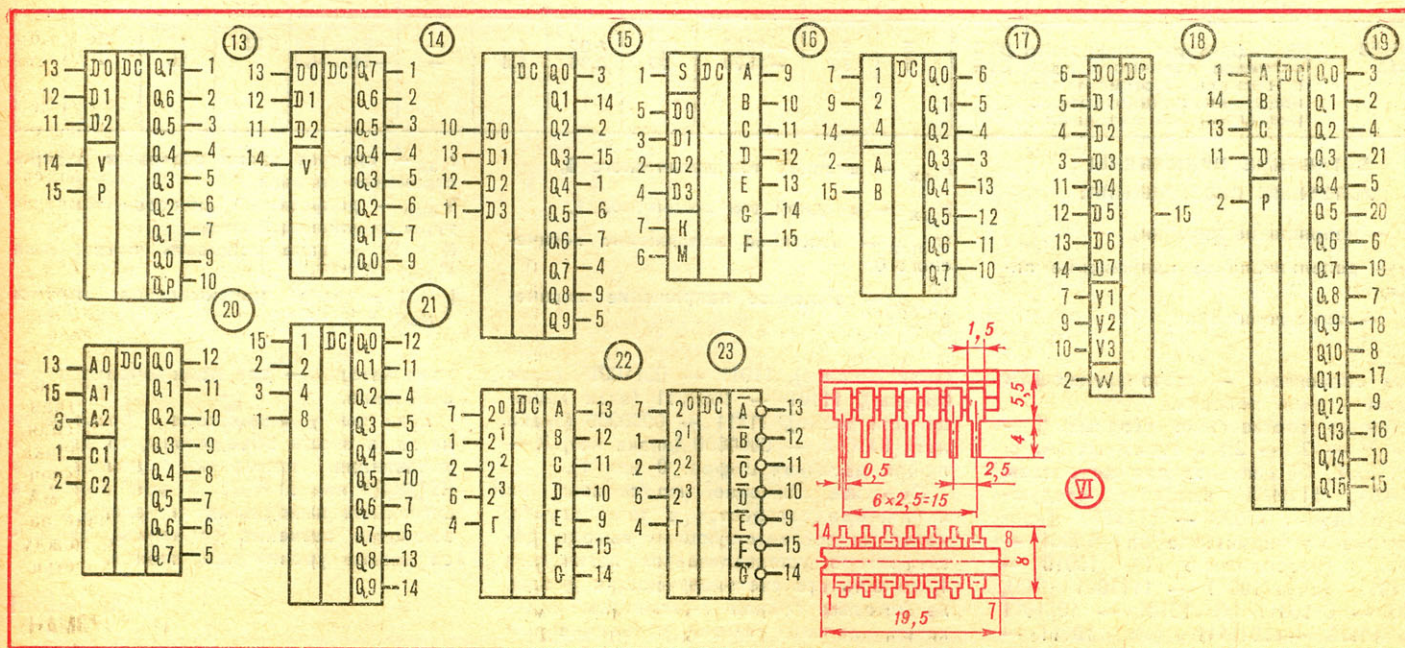 13
13 D0 DC Q7 1
12 D1 Q6 2
11 D2 Q5 3
14 V Q4 4
15 P Q3 5
Q2 6
Q1 7
Q0 9
QP 10
14
13 D0 DC Q7 1
12 D1 Q6 2
11 D2 Q5 3
14 V Q4 4
Q3 5
Q2 6
Q1 7
Q0 9
15
DC Q0 3
Q1 14
10 D0 Q2 2
13 D1 Q3 15
12 D2 Q4 1
11 D3 Q5 6
Q6 7
Q7 4
Q8 9
Q9 5
16
1 S DC A 9
5 D0 B 10
3 D1 C 11
2 D2 D 12
4 D3 E 13
7 K G 14
6 M F 15
17
7 1 DC Q0 6
9 2 Q1 5
14 4 Q2 4
2 A Q3 3
15 B Q4 13
Q5 12
Q6 11
Q7 10
18
6 D0 DC
5 D1
4 D2
3 D3
11 D4
12 D5 15
13 D6
14 D7
7 V1
9 V2
10 V3
2 W
19
1 A DC Q0 3
14 B Q1 2
13 C Q2 4
11 D Q3 21
2 P Q4 5
Q5 20
Q6 6
Q7 19
Q8 7
Q9 18
Q10 8
Q11 17
Q12 9
Q13 16
Q14 10
Q15 15
20
13 A0 DC Q0 12
15 A1 Q1 11
3 A2 Q2 10
1 C1 Q3 9
2 C2 Q4 8
Q5 7
Q6 6
Q7 5
21
15 1 DC Q0 12
2 2 Q1 11
3 4 Q2 4
1 8 Q3 5
Q4 9
Q5 10
Q6 7
Q7 6
Q8 13
Q9 14
22
7 2⁰ DC A 13
1 2¹ B 12
2 2² C 11
6 2³ D 10
4 Г E 9
F 15
G 14
23
7 2⁰ DC A̅ 13
1 2¹ B̅ 12
2 2² C̅ 11
6 2³ D̅ 10
4 Г E̅ 9
F̅ 15
G̅ 14
1,5
5,5
4
0,5 2,5
6×2,5=15
VI
14 8
8
1 7
19,5